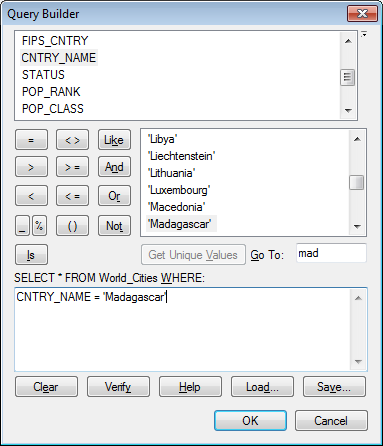 Query Builder
FIPS_CNTRY
CNTRY_NAME
STATUS
POP_RANK
POP_CLASS
= < > Like
> > = And
< < = Or
_ % ( ) Not
Is
'Libya'
'Liechtenstein'
'Lithuania'
'Luxembourg'
'Macedonia'
'Madagascar'
Get Unique Values Go To: mad
SELECT * FROM World_Cities WHERE:
CNTRY_NAME = 'Madagascar'
Clear Verify Help Load... Save...
OK Cancel